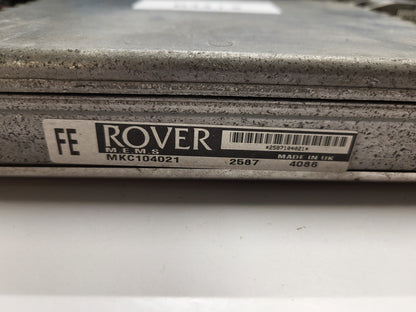 FE ROVER
MEMS MADE IN UK
MKC104021 2587 4086